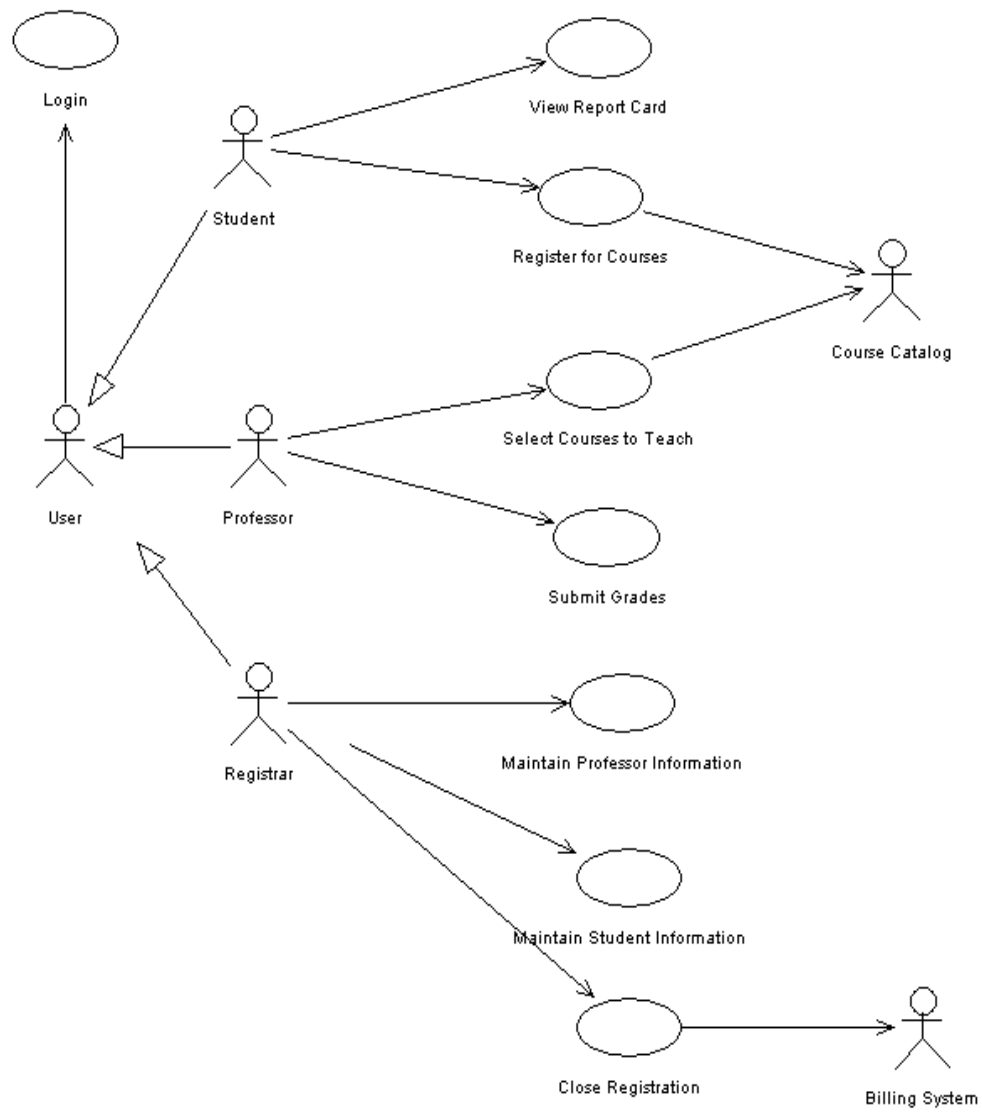 Login
View Report Card
Student
Register for Courses
Course Catalog
Select Courses to Teach
User
Professor
Submit Grades
Maintain Professor Information
Registrar
Maintain Student Information
Close Registration
Billing System